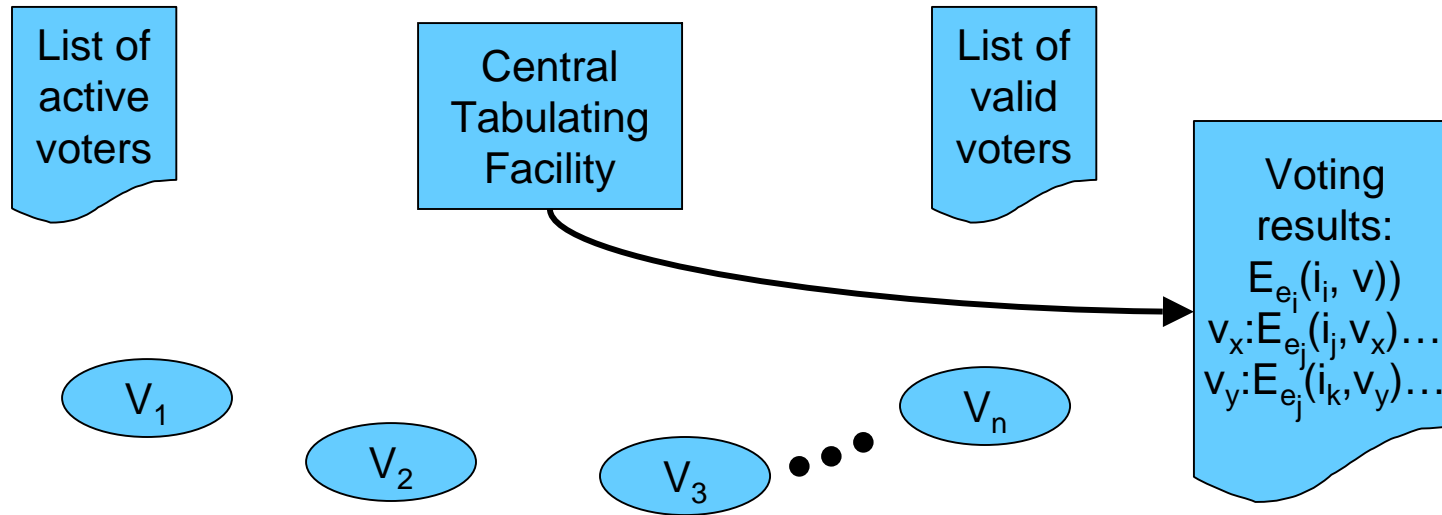 List of
active
voters
Central
Tabulating
Facility
List of
valid
voters
Voting
results:
E_{e_i}(i_i, v))
v_x:E_{e_j}(i_j,v_x)…
v_y:E_{e_j}(i_k,v_y)…
V_1
V_2
V_3
V_n